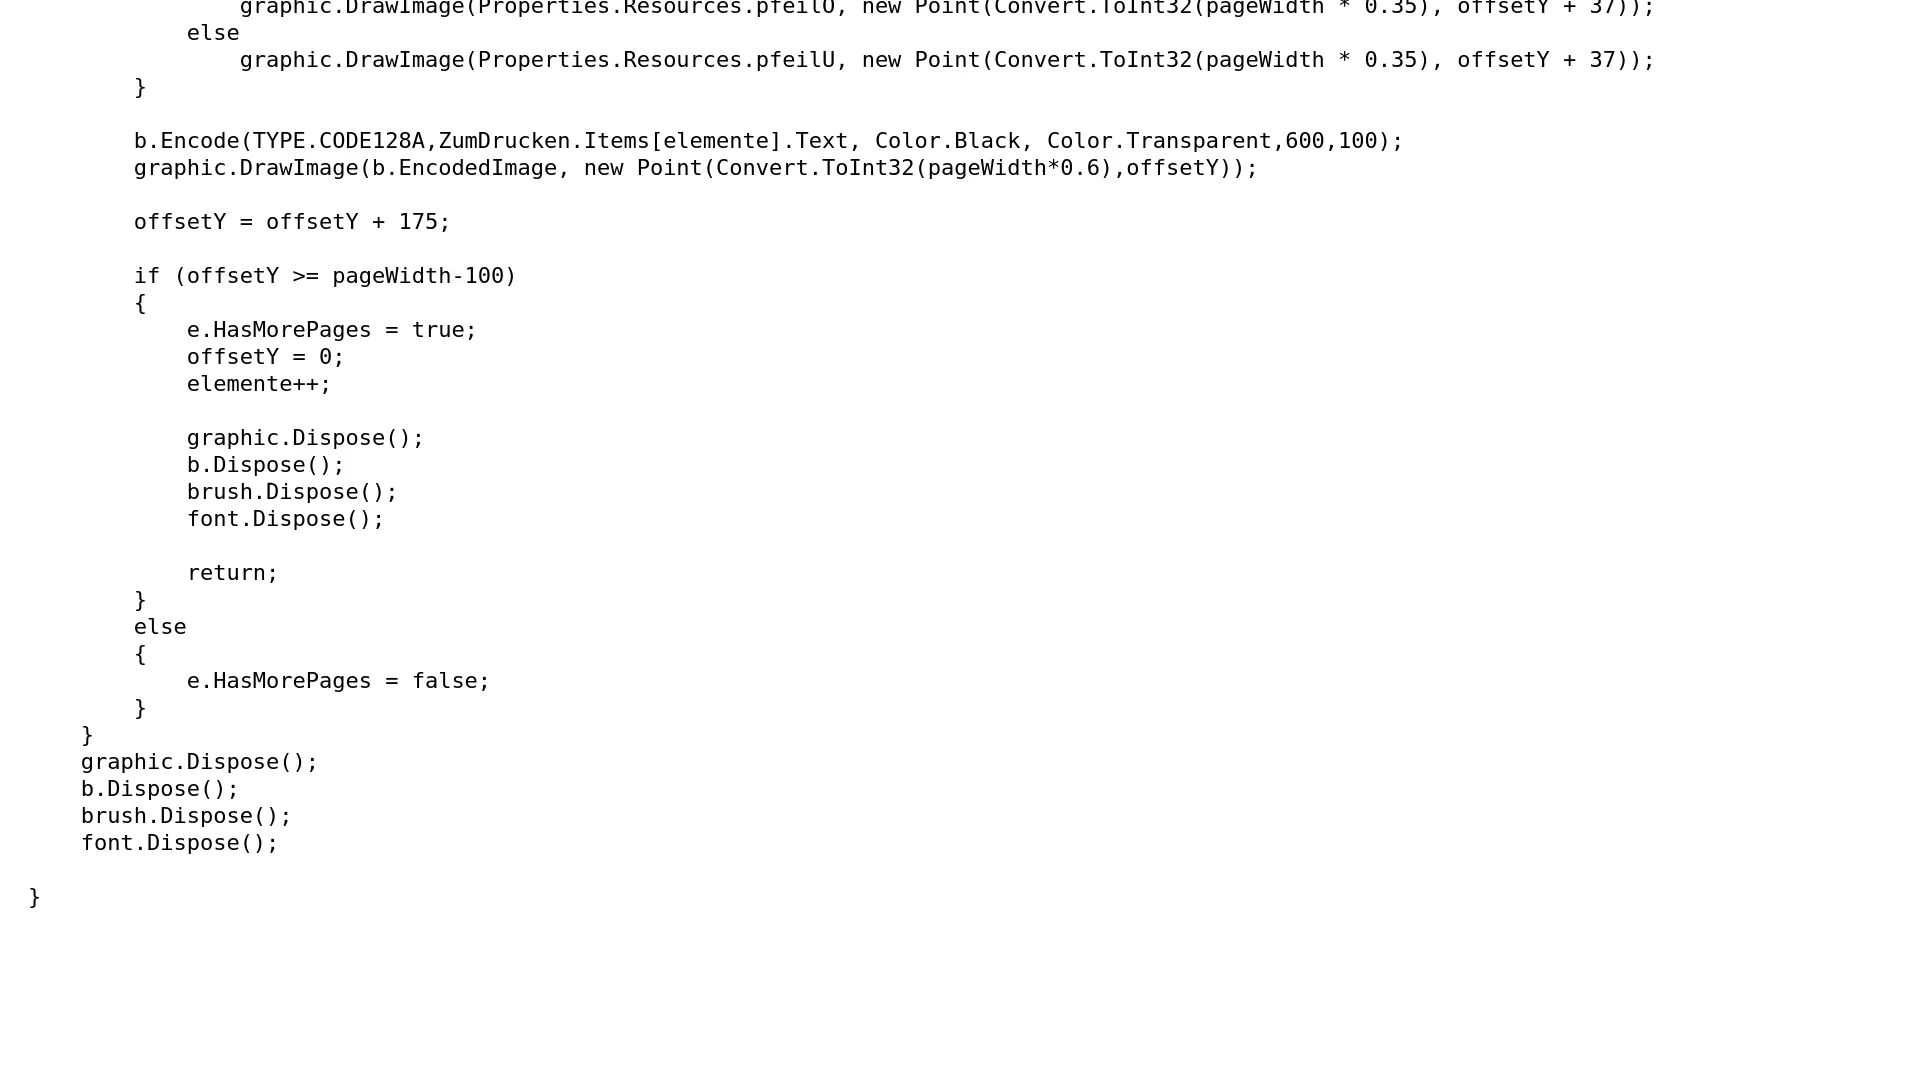 graphic.DrawImage(Properties.Resources.pfeilO, new Point(Convert.ToInt32(pageWidth * 0.35), offsetY + 37));
else
graphic.DrawImage(Properties.Resources.pfeilU, new Point(Convert.ToInt32(pageWidth * 0.35), offsetY + 37));
}
b.Encode(TYPE.CODE128A,ZumDrucken.Items[elemente].Text, Color.Black, Color.Transparent,600,100);
graphic.DrawImage(b.EncodedImage, new Point(Convert.ToInt32(pageWidth*0.6),offsetY));
offsetY = offsetY + 175;
if (offsetY >= pageWidth-100)
{
e.HasMorePages = true;
offsetY = 0;
elemente++;
graphic.Dispose();
b.Dispose();
brush.Dispose();
font.Dispose();
return;
}
else
{
e.HasMorePages = false;
}
}
graphic.Dispose();
b.Dispose();
brush.Dispose();
font.Dispose();
}